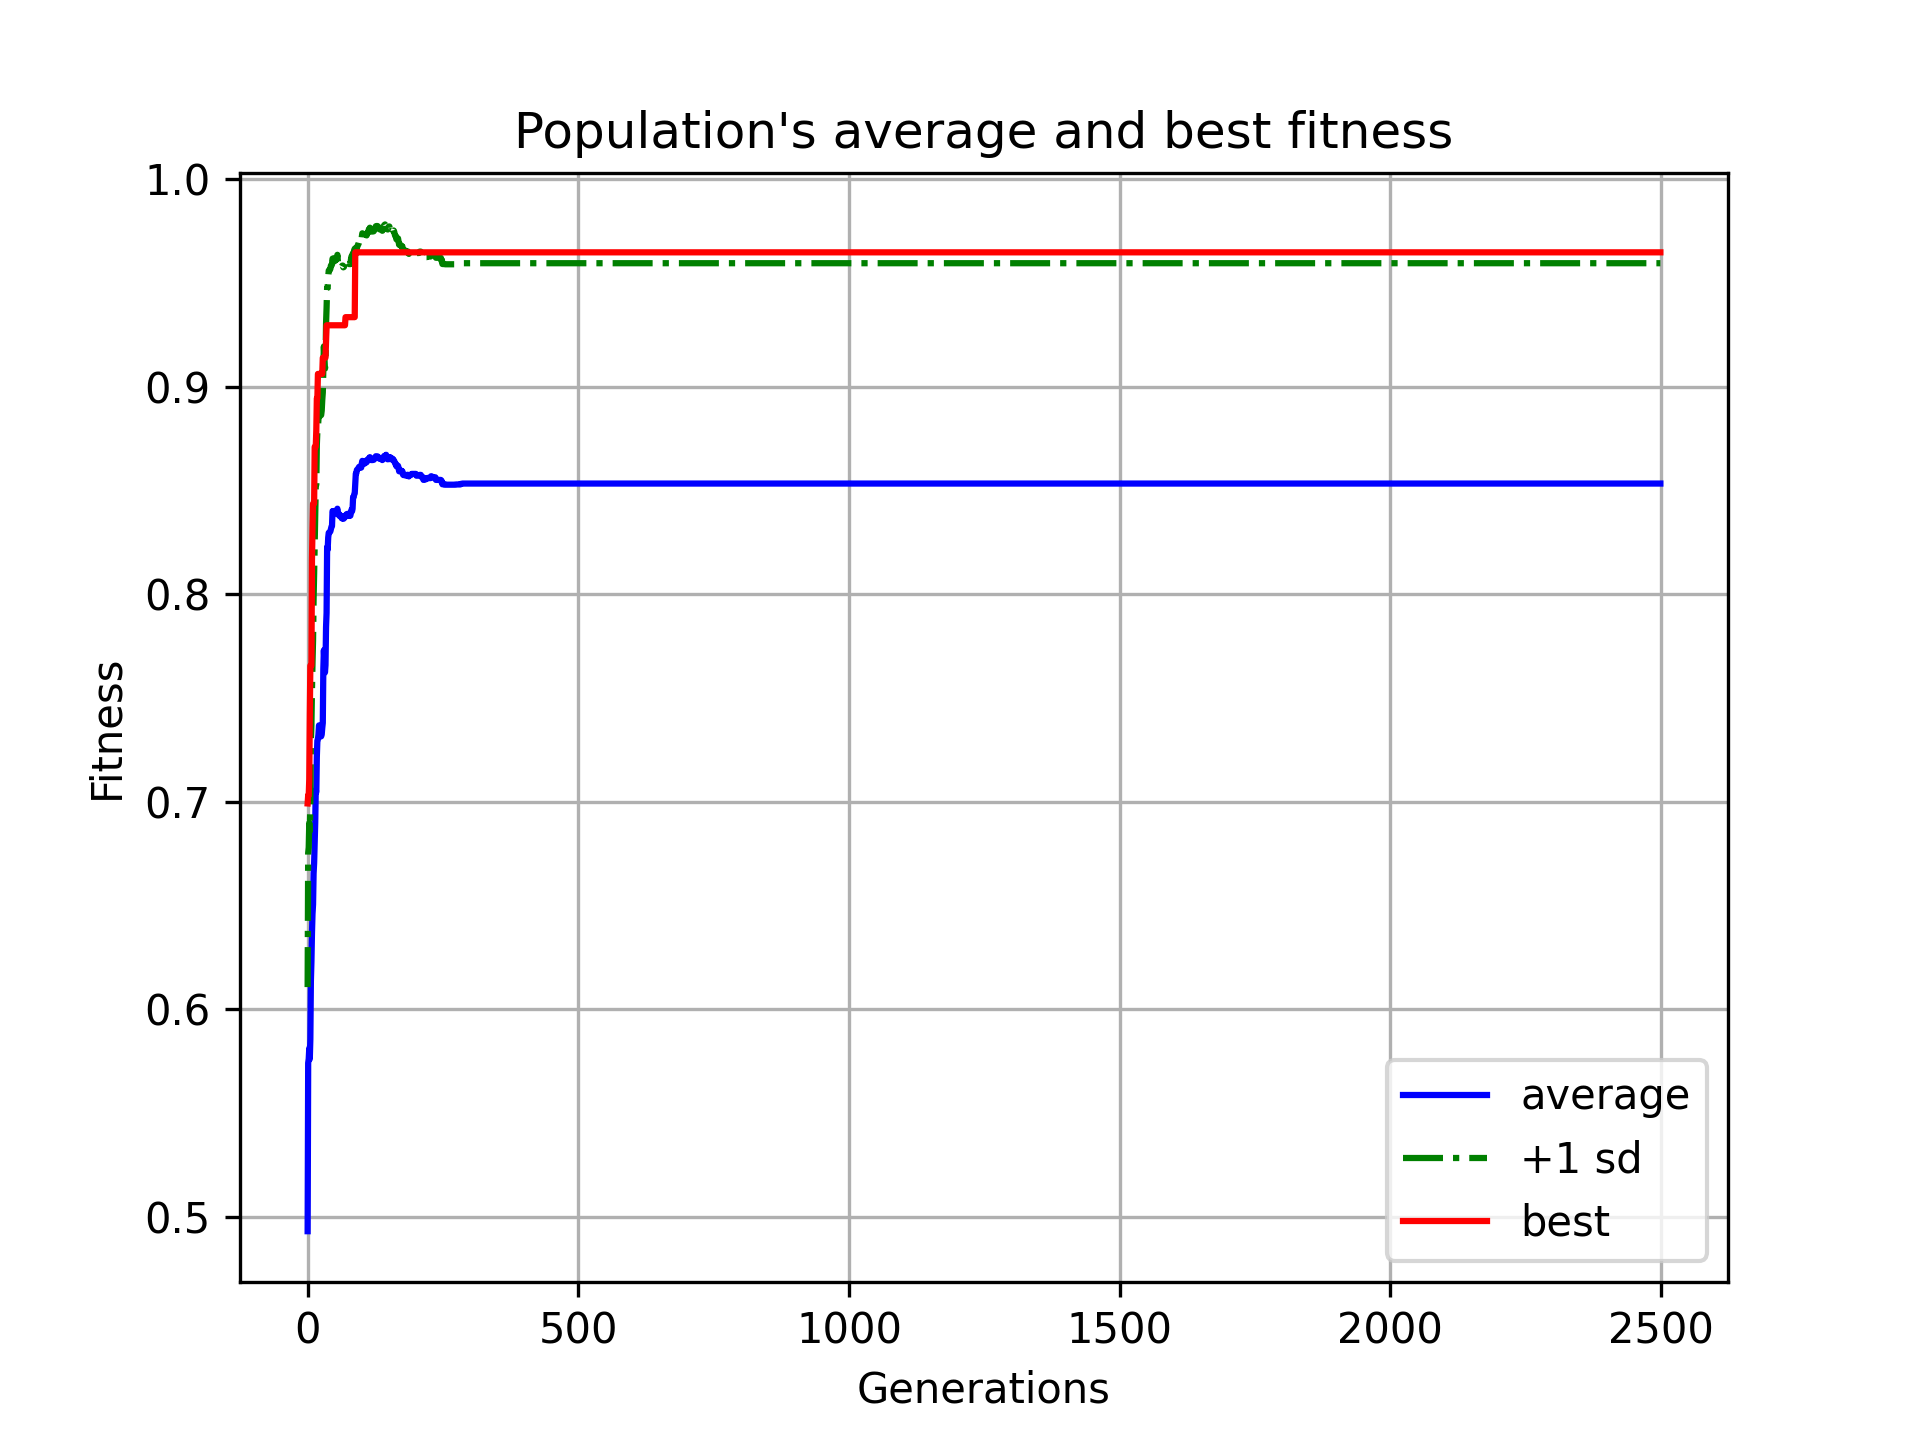 Population's average and best fitness
1.0
0.9
0.8
0.7
0.6
0.5
Fitness
0 500 1000 1500 2000 2500
Generations
average
+1 sd
best